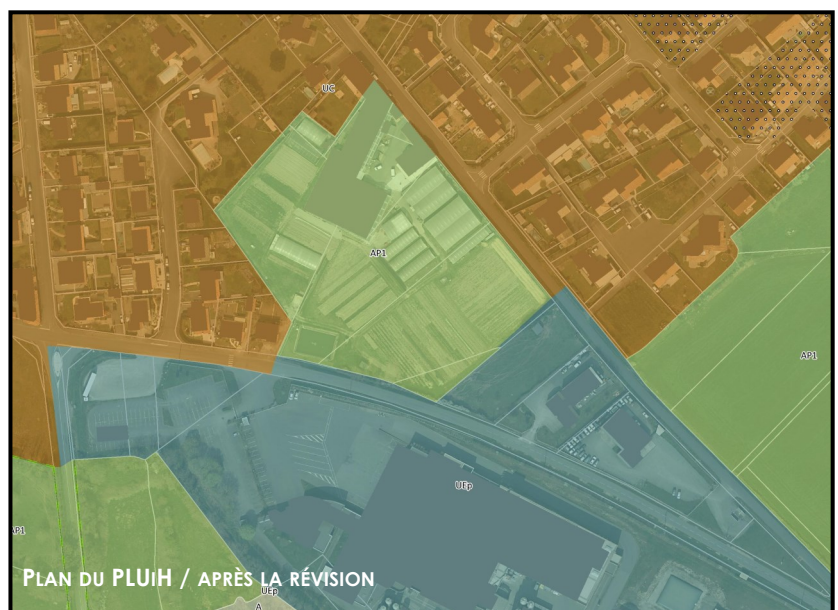 UC
AP1
AP1
UEp
AP1
PLAN DU PLUIH / APRÈS LA RÉVISION
UEp
A